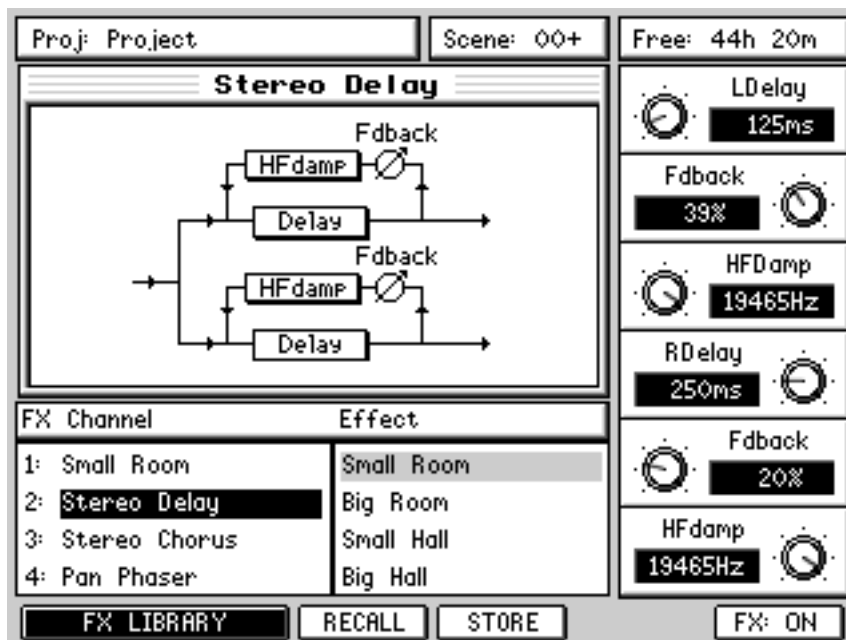 Proj: Project
Scene: 00+
Free: 44h 20m
Stereo Delay
Fdback
HFdamp
Delay
Fdback
HFdamp
Delay
LDelay
125ms
Fdback
39%
HFDamp
19465Hz
RDelay
250ms
Fdback
20%
HFdamp
19465Hz
FX Channel Effect
1: Small Room Small Room
2: Stereo Delay Big Room
3: Stereo Chorus Small Hall
4: Pan Phaser Big Hall
FX LIBRARY RECALL STORE FX: ON